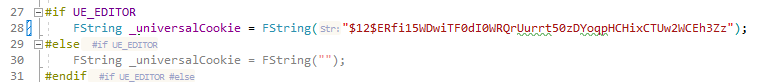 27 #if UE_EDITOR
28 FString _universalCookie = FString( Str: "$12$ERfi15WDwiTF0dI0WRQrUurrt50zDYoqpHCHixCTUw2WCEh3Zz");
29 #else #if UE_EDITOR
30 FString _universalCookie = FString("");
31 #endif #if UE_EDITOR #else